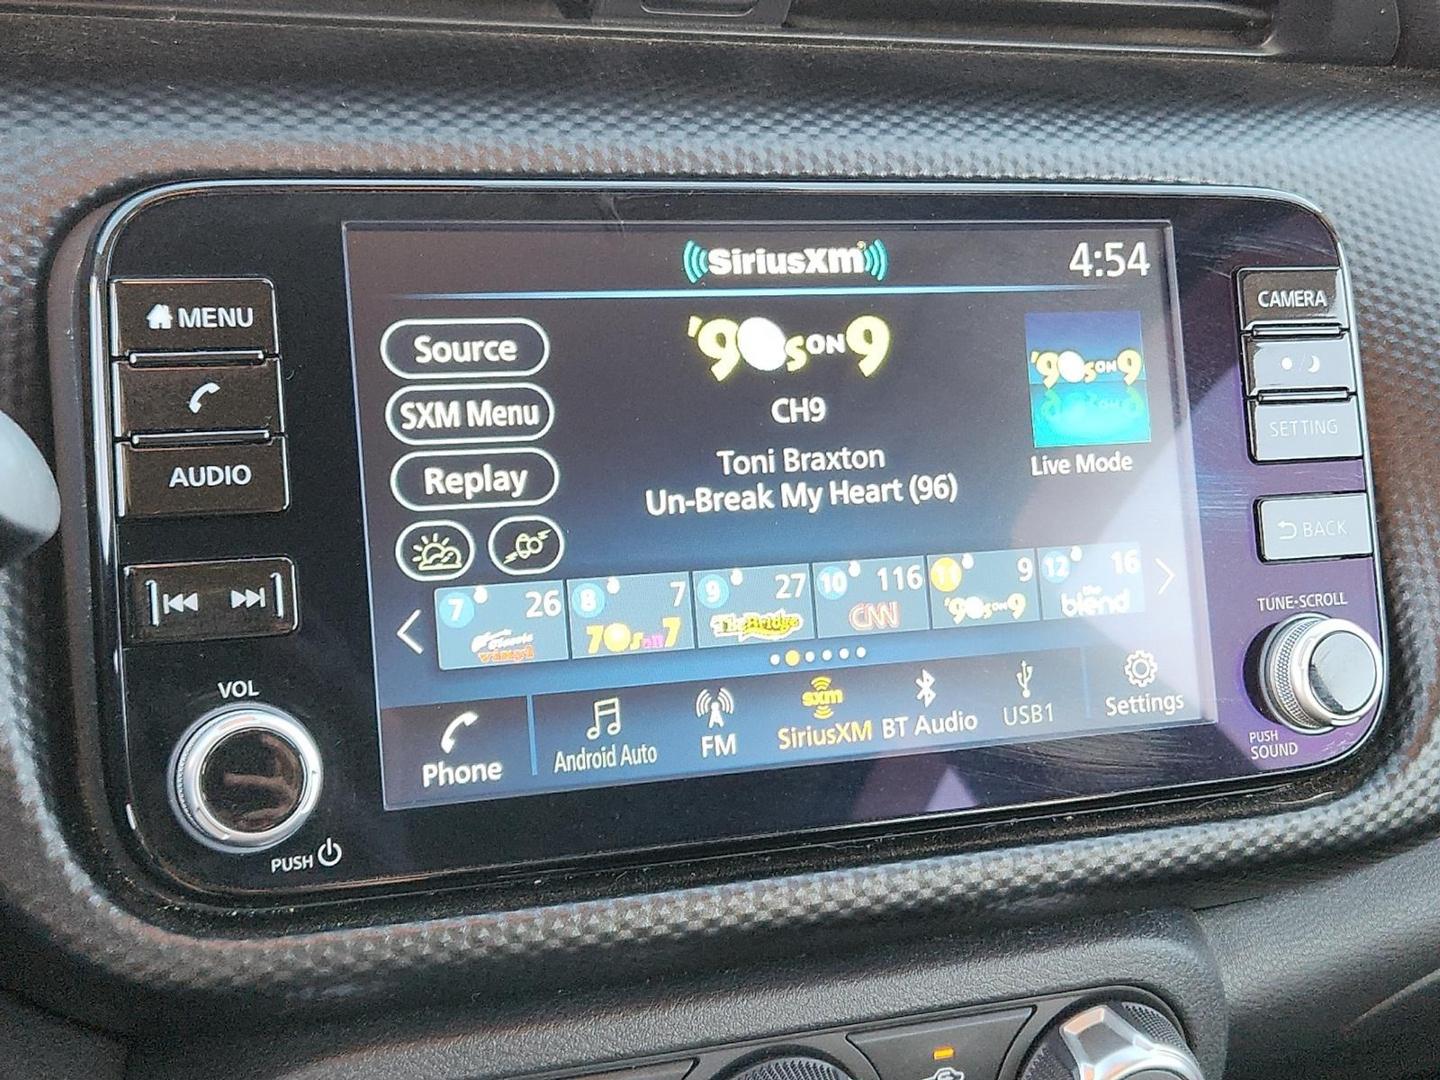 SiriusXM
4:54
MENU
AUDIO
VOL
PUSH
Source
SXM Menu
Replay
'90s ON 9
CH9
Toni Braxton
Un-Break My Heart (96)
'90s ON 9
Live Mode
7 26
8 7 70s on 7
9 27 The Bridge
10 116 CNN
11 9 '90s ON 9
12 16 the blend
Phone
Android Auto
FM
sxm
SiriusXM
BT Audio
USB1
Settings
CAMERA
SETTING
BACK
TUNE·SCROLL
PUSH
SOUND